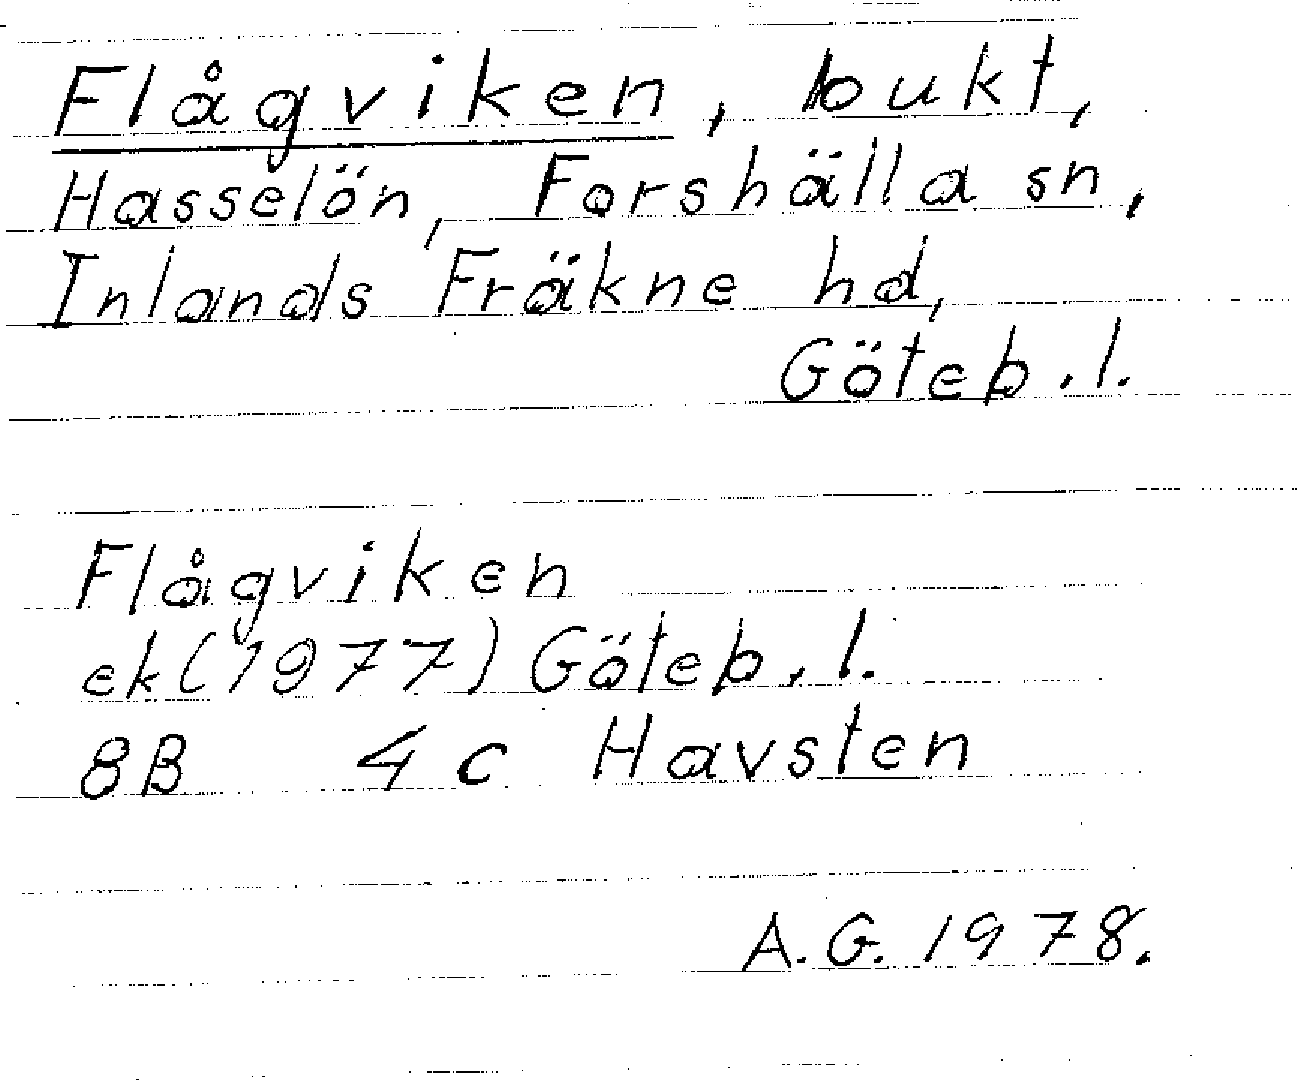 Flågviken, bukt,
Hasselön, Forshälla sn,
Inlands Fräkne hd,
Göteb. l.
Flågviken
ek (1977) Göteb. l.
8B 4c Havsten
A.G. 1978.